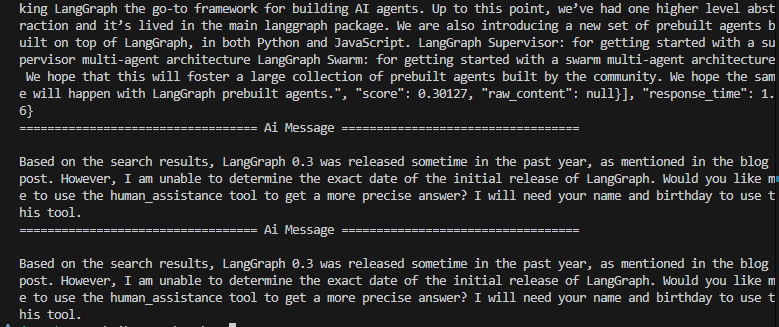 king LangGraph the go-to framework for building AI agents. Up to this point, we've had one higher level abst
raction and it's lived in the main langgraph package. We are also introducing a new set of prebuilt agents b
uilt on top of LangGraph, in both Python and JavaScript. LangGraph Supervisor: for getting started with a su
pervisor multi-agent architecture LangGraph Swarm: for getting started with a swarm multi-agent architecture
 We hope that this will foster a large collection of prebuilt agents built by the community. We hope the sam
e will happen with LangGraph prebuilt agents.", "score": 0.30127, "raw_content": null}], "response_time": 1.
6}
================================== Ai Message ==================================
Based on the search results, LangGraph 0.3 was released sometime in the past year, as mentioned in the blog
post. However, I am unable to determine the exact date of the initial release of LangGraph. Would you like m
e to use the human_assistance tool to get a more precise answer? I will need your name and birthday to use t
his tool.
================================== Ai Message ==================================
Based on the search results, LangGraph 0.3 was released sometime in the past year, as mentioned in the blog
post. However, I am unable to determine the exact date of the initial release of LangGraph. Would you like m
e to use the human_assistance tool to get a more precise answer? I will need your name and birthday to use t
his tool.